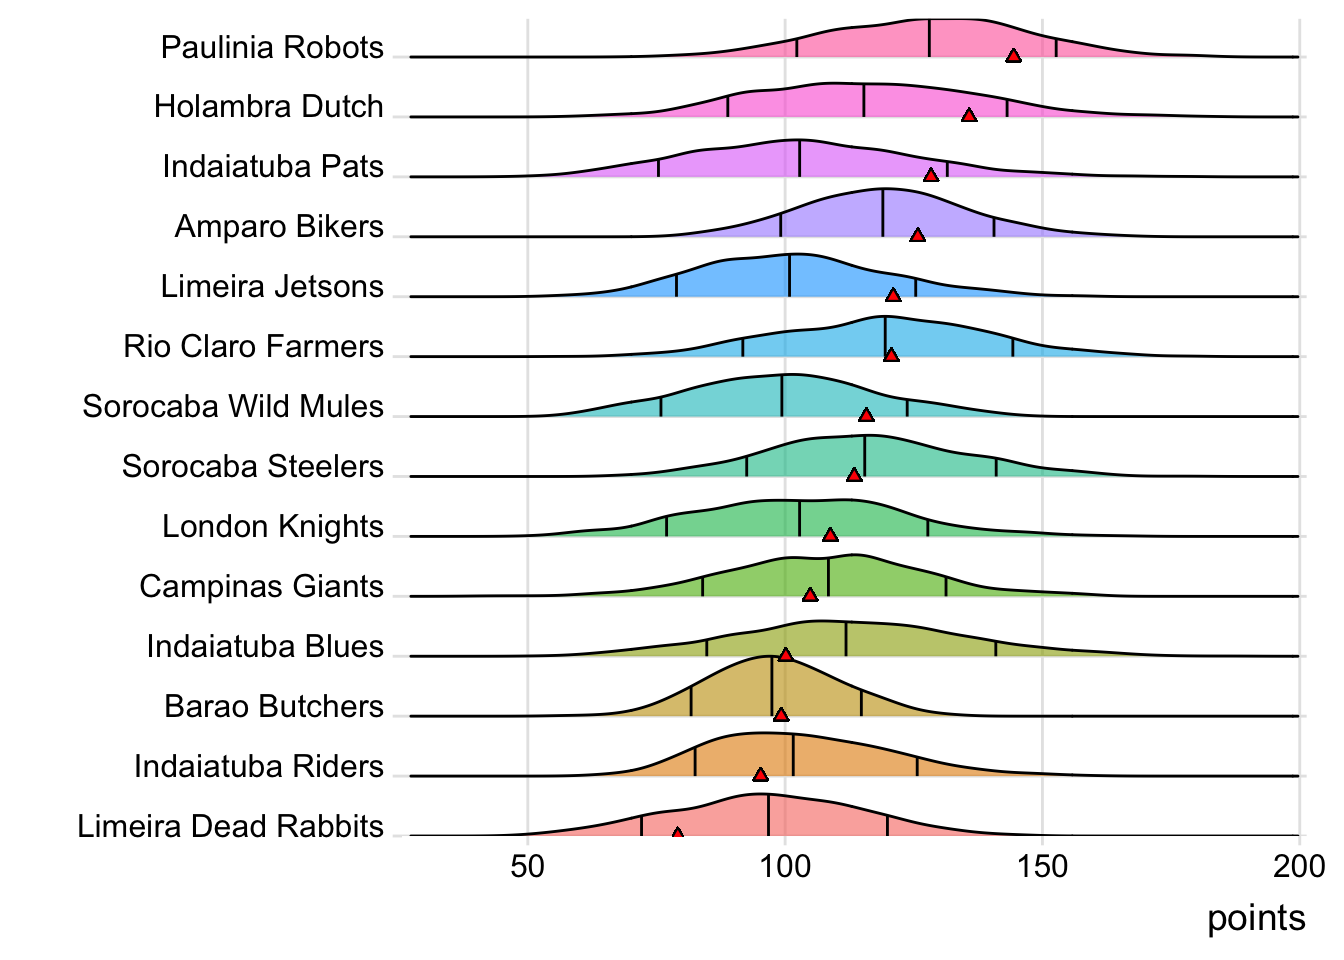 Paulinia Robots
Holambra Dutch
Indaiatuba Pats
Amparo Bikers
Limeira Jetsons
Rio Claro Farmers
Sorocaba Wild Mules
Sorocaba Steelers
London Knights
Campinas Giants
Indaiatuba Blues
Barao Butchers
Indaiatuba Riders
Limeira Dead Rabbits
50 100 150 200
points